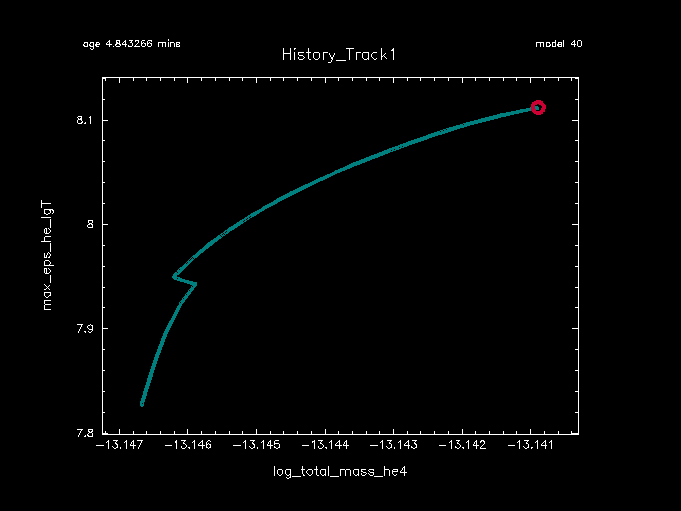 age 4.843266 mins
model 40
History_Track1
8.1
8
7.9
7.8
max_eps_he_lgT
-13.147 -13.146 -13.145 -13.144 -13.143 -13.142 -13.141
log_total_mass_he4